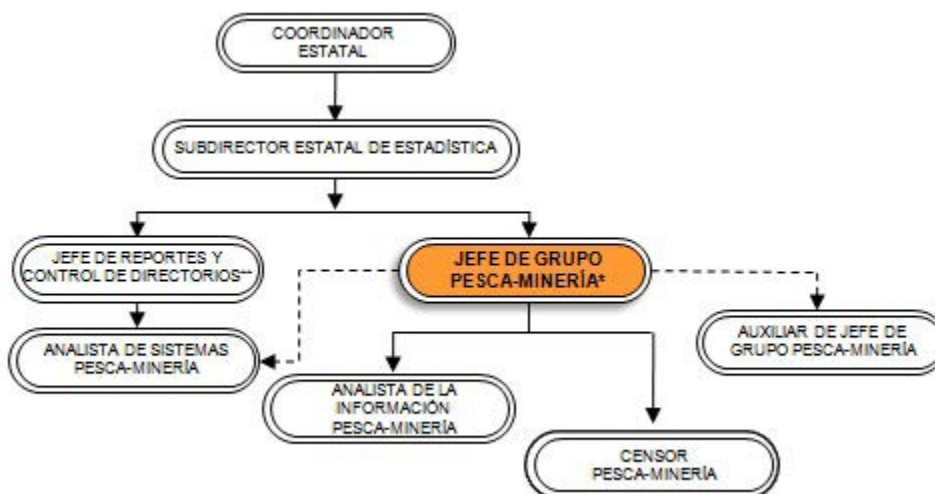 COORDINADOR
ESTATAL
SUBDIRECTOR ESTATAL DE ESTADÍSTICA
JEFE DE REPORTES Y
CONTROL DE DIRECTORIOS**
JEFE DE GRUPO
PESCA-MINERÍA*
ANALISTA DE SISTEMAS
PESCA-MINERÍA
AUXILIAR DE JEFE DE
GRUPO PESCA-MINERÍA
ANALISTA DE LA
INFORMACIÓN
PESCA-MINERÍA
CENSOR
PESCA-MINERÍA